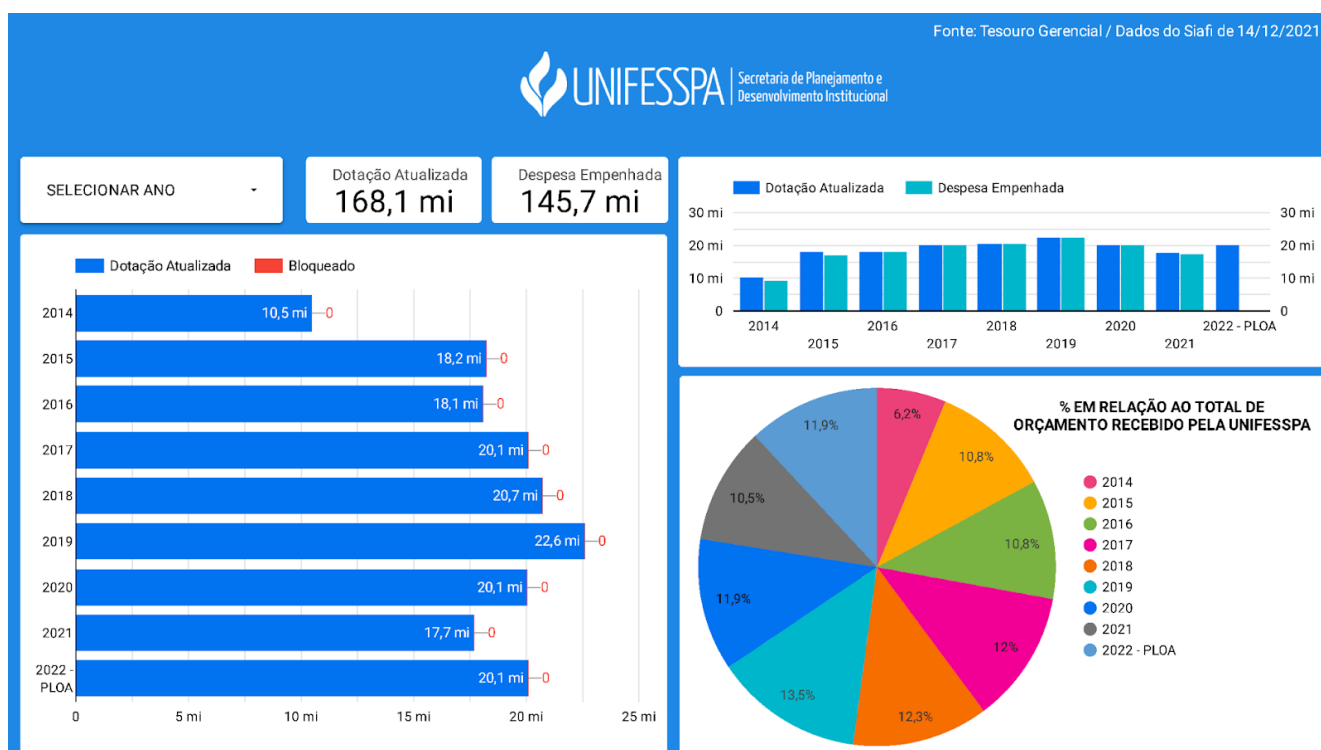 Fonte: Tesouro Gerencial / Dados do Siafi de 14/12/2021
UNIFESSPA
Secretaria de Planejamento e
Desenvolvimento Institucional
SELECIONAR ANO
Dotação Atualizada
168,1 mi
Despesa Empenhada
145,7 mi
Dotação Atualizada Bloqueado
2014 10,5 mi 0
2015 18,2 mi 0
2016 18,1 mi 0
2017 20,1 mi 0
2018 20,7 mi 0
2019 22,6 mi 0
2020 20,1 mi 0
2021 17,7 mi 0
2022 -
PLOA 20,1 mi 0
0 5 mi 10 mi 15 mi 20 mi 25 mi
Dotação Atualizada Despesa Empenhada
30 mi 30 mi
20 mi 20 mi
10 mi 10 mi
0 0
2014 2016 2018 2020 2022 - PLOA
2015 2017 2019 2021
% EM RELAÇÃO AO TOTAL DE
ORÇAMENTO RECEBIDO PELA UNIFESSPA
6,2%
10,8%
10,8%
12%
12,3%
13,5%
11,9%
10,5%
11,9%
2014
2015
2016
2017
2018
2019
2020
2021
2022 - PLOA